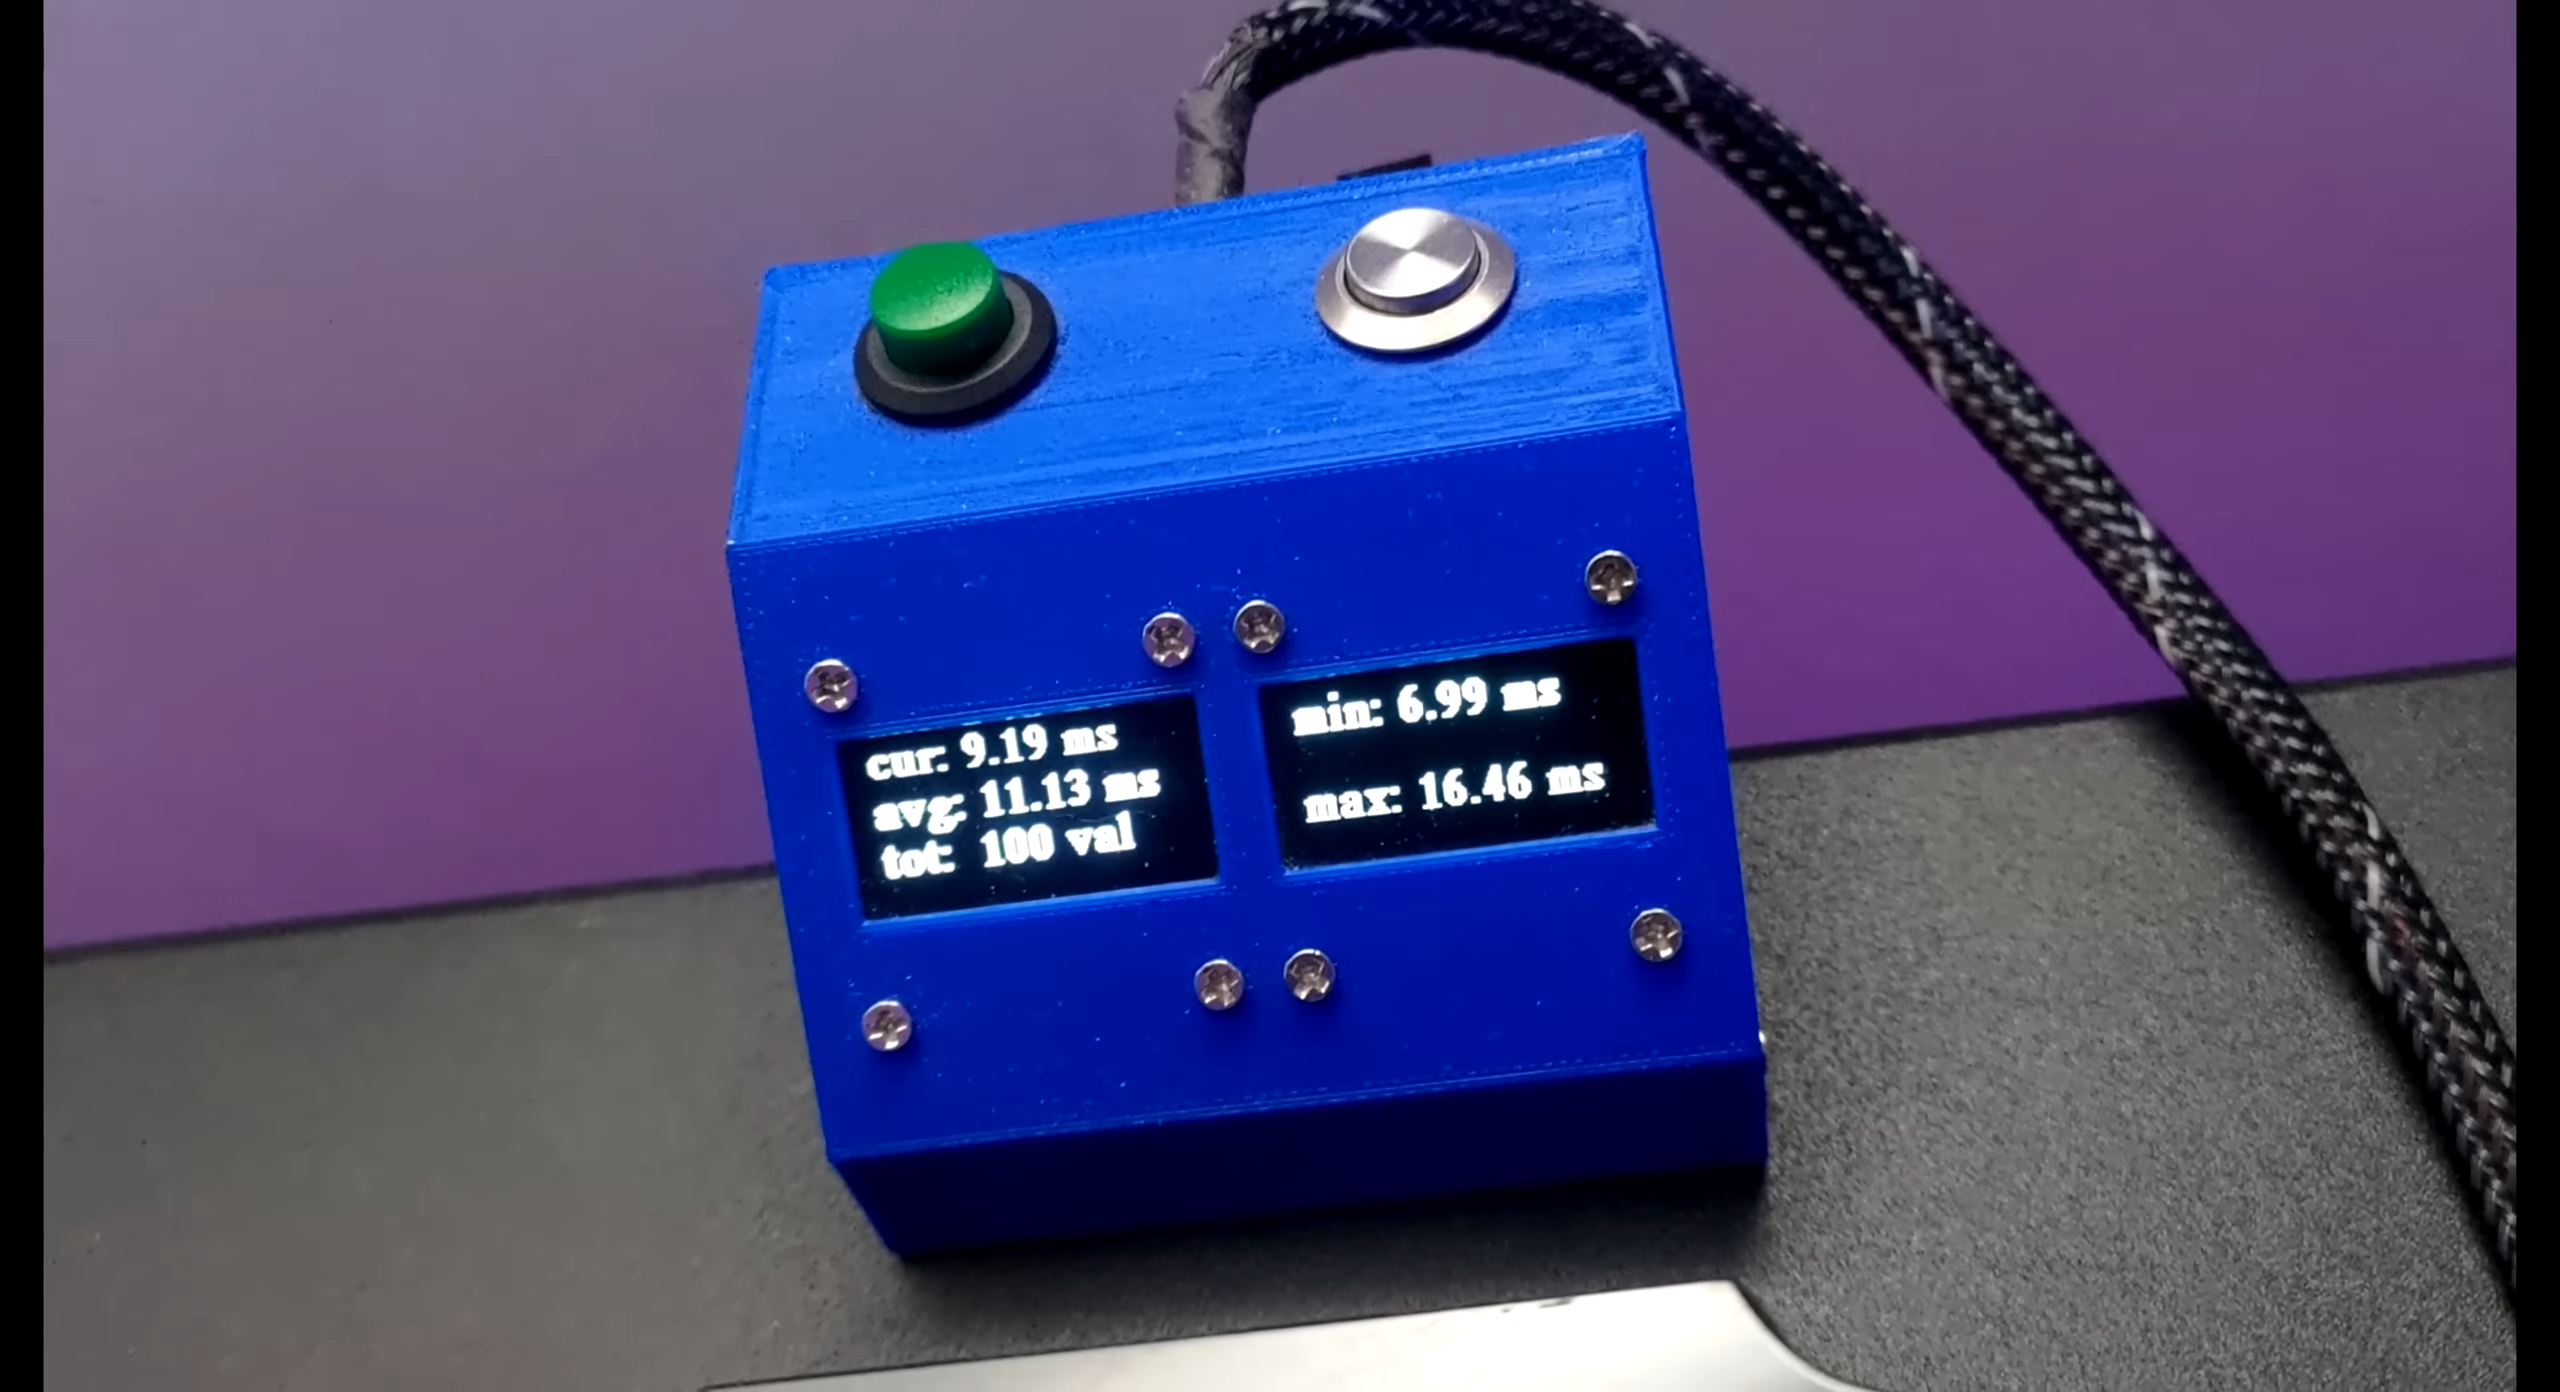 cur: 9.19 ms
avg: 11.13 ms
tot: 100 val
min: 6.99 ms
max: 16.46 ms